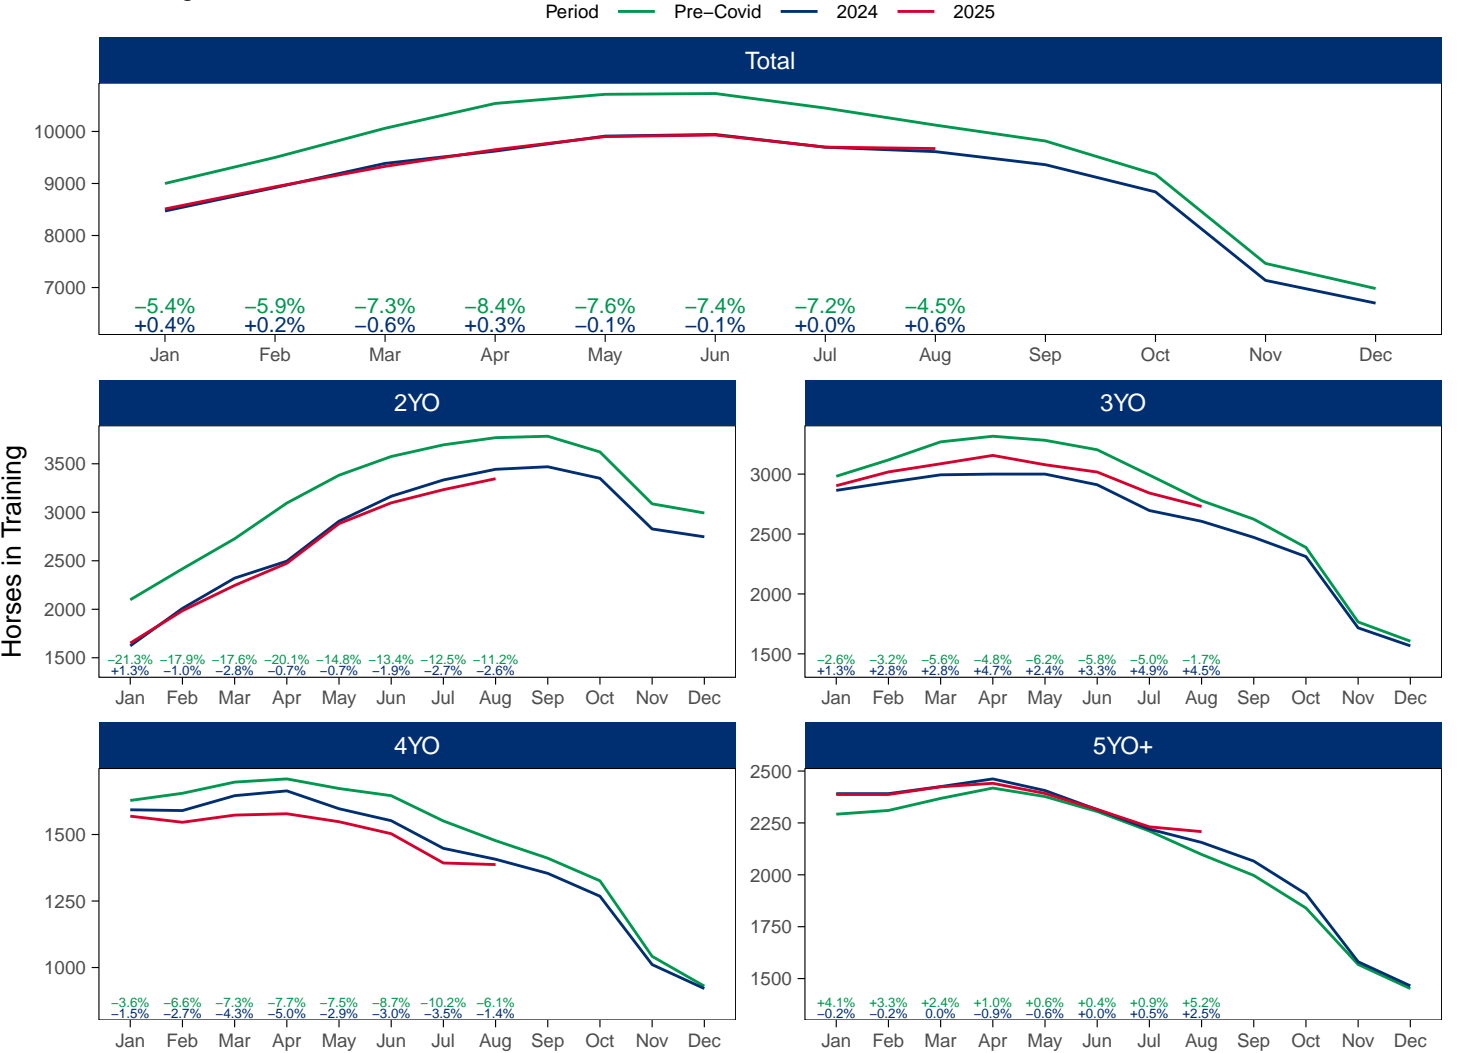 Period Pre−Covid 2024 2025
Total
10000
9000
8000
7000
−5.4% −5.9% −7.3% −8.4% −7.6% −7.4% −7.2% −4.5%
+0.4% +0.2% −0.6% +0.3% −0.1% −0.1% +0.0% +0.6%
Jan Feb Mar Apr May Jun Jul Aug Sep Oct Nov Dec
Horses in Training
2YO
3500
3000
2500
2000
1500
−21.3% −17.9% −17.6% −20.1% −14.8% −13.4% −12.5% −11.2%
+1.3% −1.0% −2.8% −0.7% −0.7% −1.9% −2.7% −2.6%
Jan Feb Mar Apr May Jun Jul Aug Sep Oct Nov Dec
3YO
3000
2500
2000
1500
−2.6% −3.2% −5.6% −4.8% −6.2% −5.8% −5.0% −1.7%
+1.3% +2.8% +2.8% +4.7% +2.4% +3.3% +4.9% +4.5%
Jan Feb Mar Apr May Jun Jul Aug Sep Oct Nov Dec
4YO
1500
1250
1000
−3.6% −6.6% −7.3% −7.7% −7.5% −8.7% −10.2% −6.1%
−1.5% −2.7% −4.3% −5.0% −2.9% −3.0% −3.5% −1.4%
Jan Feb Mar Apr May Jun Jul Aug Sep Oct Nov Dec
5YO+
2500
2250
2000
1750
1500
+4.1% +3.3% +2.4% +1.0% +0.6% +0.4% +0.9% +5.2%
−0.2% −0.2% 0.0% −0.9% −0.6% +0.0% +0.5% +2.5%
Jan Feb Mar Apr May Jun Jul Aug Sep Oct Nov Dec